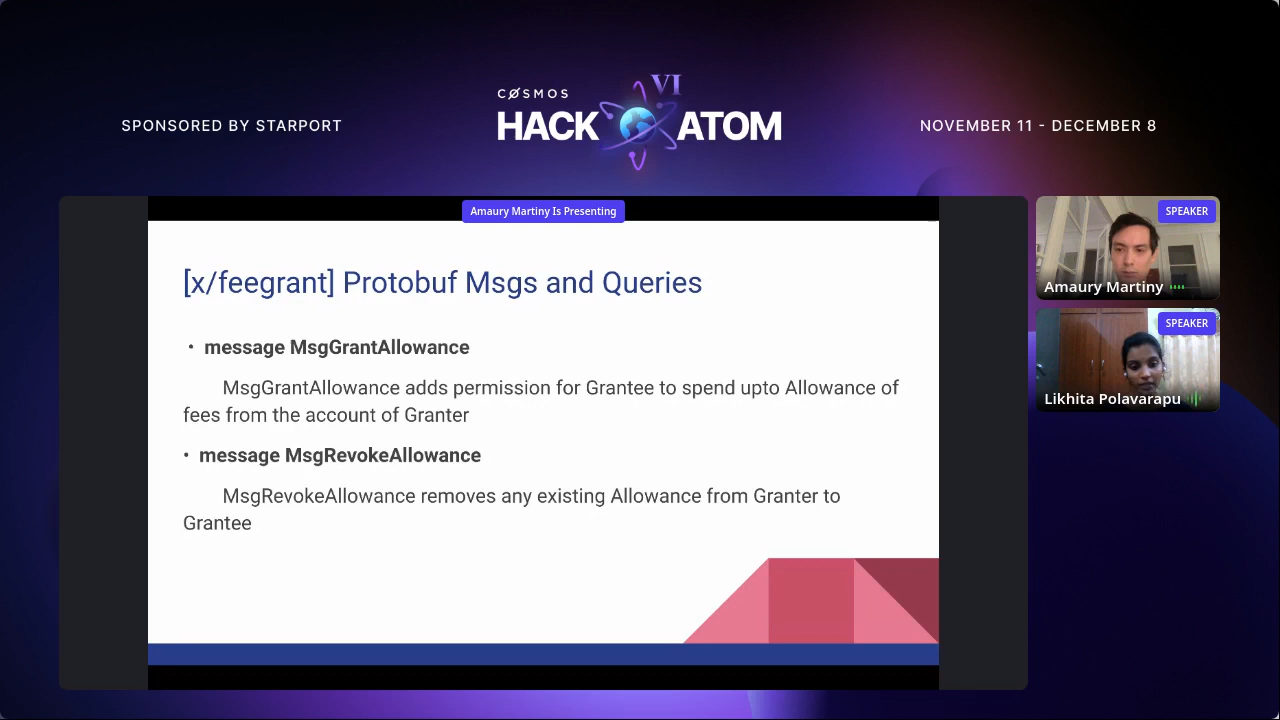 VI
COSMOS
SPONSORED BY STARPORT
HACK ATOM
NOVEMBER 11 - DECEMBER 8
Amaury Martiny Is Presenting
SPEAKER
Amaury Martiny
SPEAKER
Likhita Polavarapu
[x/feegrant] Protobuf Msgs and Queries
• message MsgGrantAllowance
MsgGrantAllowance adds permission for Grantee to spend upto Allowance of
fees from the account of Granter
• message MsgRevokeAllowance
MsgRevokeAllowance removes any existing Allowance from Granter to
Grantee